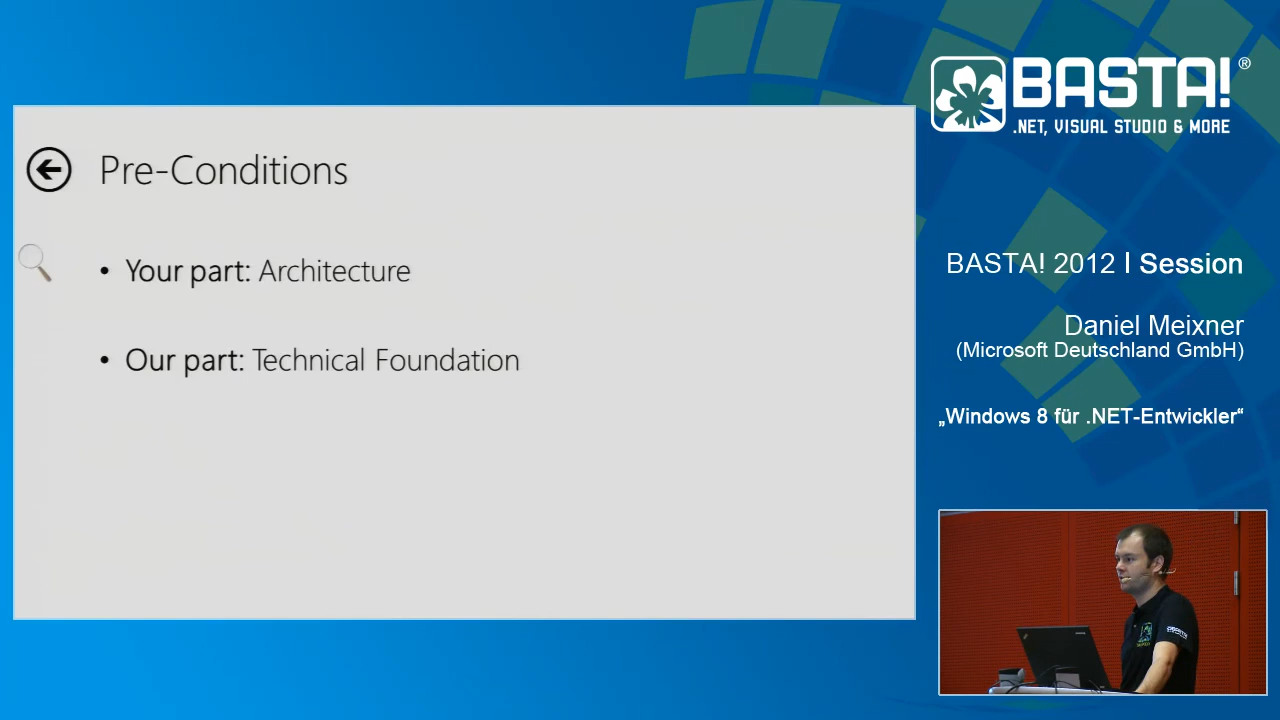 Pre-Conditions
• Your part: Architecture
• Our part: Technical Foundation
BASTA!®
.NET, VISUAL STUDIO & MORE
BASTA! 2012 I Session
Daniel Meixner
(Microsoft Deutschland GmbH)
„Windows 8 für .NET-Entwickler“
BASTA!